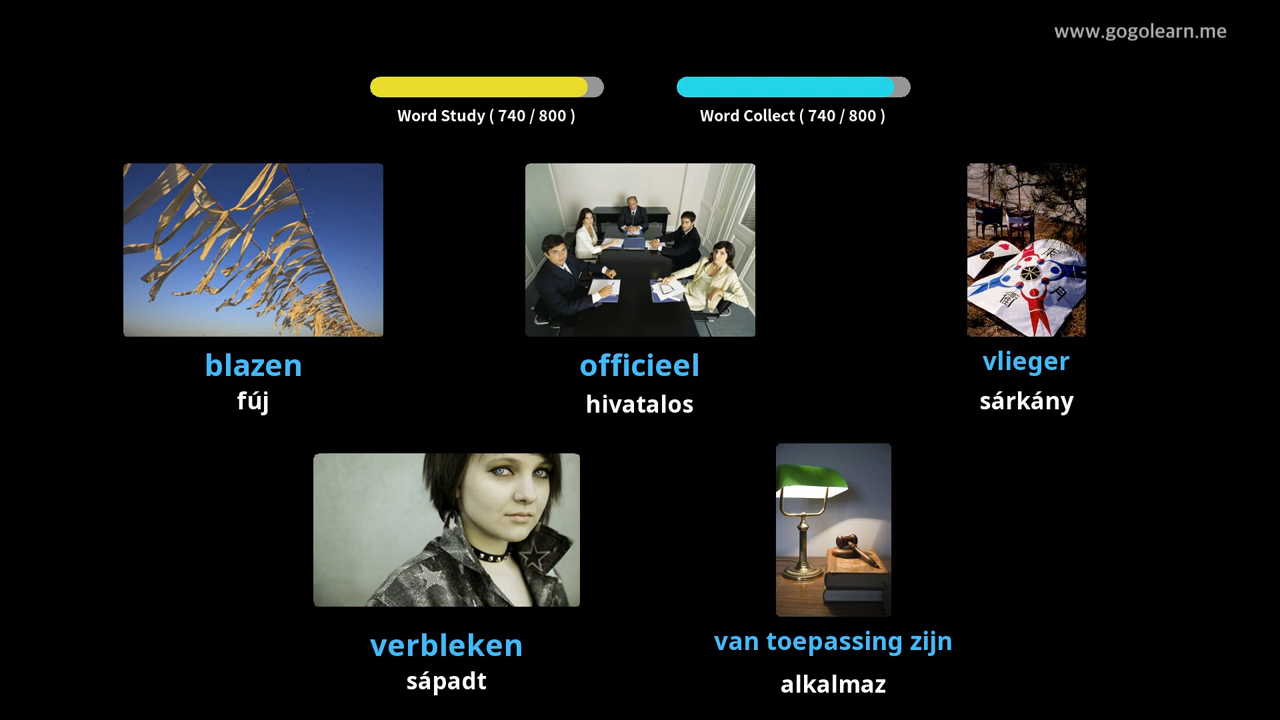 www.gogolearn.me
Word Study ( 740 / 800 )
Word Collect ( 740 / 800 )
blazen
fúj
officieel
hivatalos
vlieger
sárkány
verbleken
sápadt
van toepassing zijn
alkalmaz